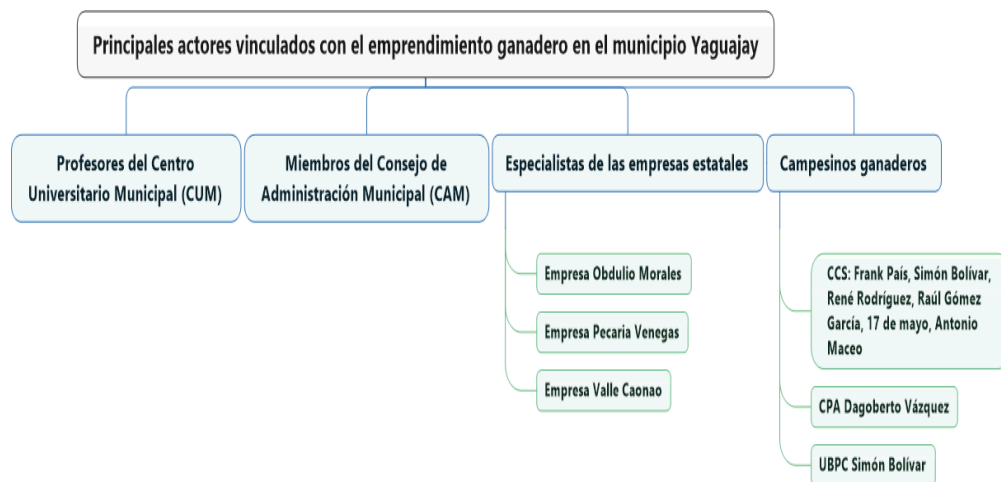 Principales actores vinculados con el emprendimiento ganadero en el municipio Yaguajay
Profesores del Centro
Universitario Municipal (CUM)
Miembros del Consejo de
Administración Municipal (CAM)
Especialistas de las empresas estatales
Empresa Obdulio Morales
Empresa Pecaria Venegas
Empresa Valle Caonao
Campesinos ganaderos
CCS: Frank País, Simón Bolívar,
René Rodríguez, Raúl Gómez
García, 17 de mayo, Antonio
Maceo
CPA Dagoberto Vázquez
UBPC Simón Bolívar